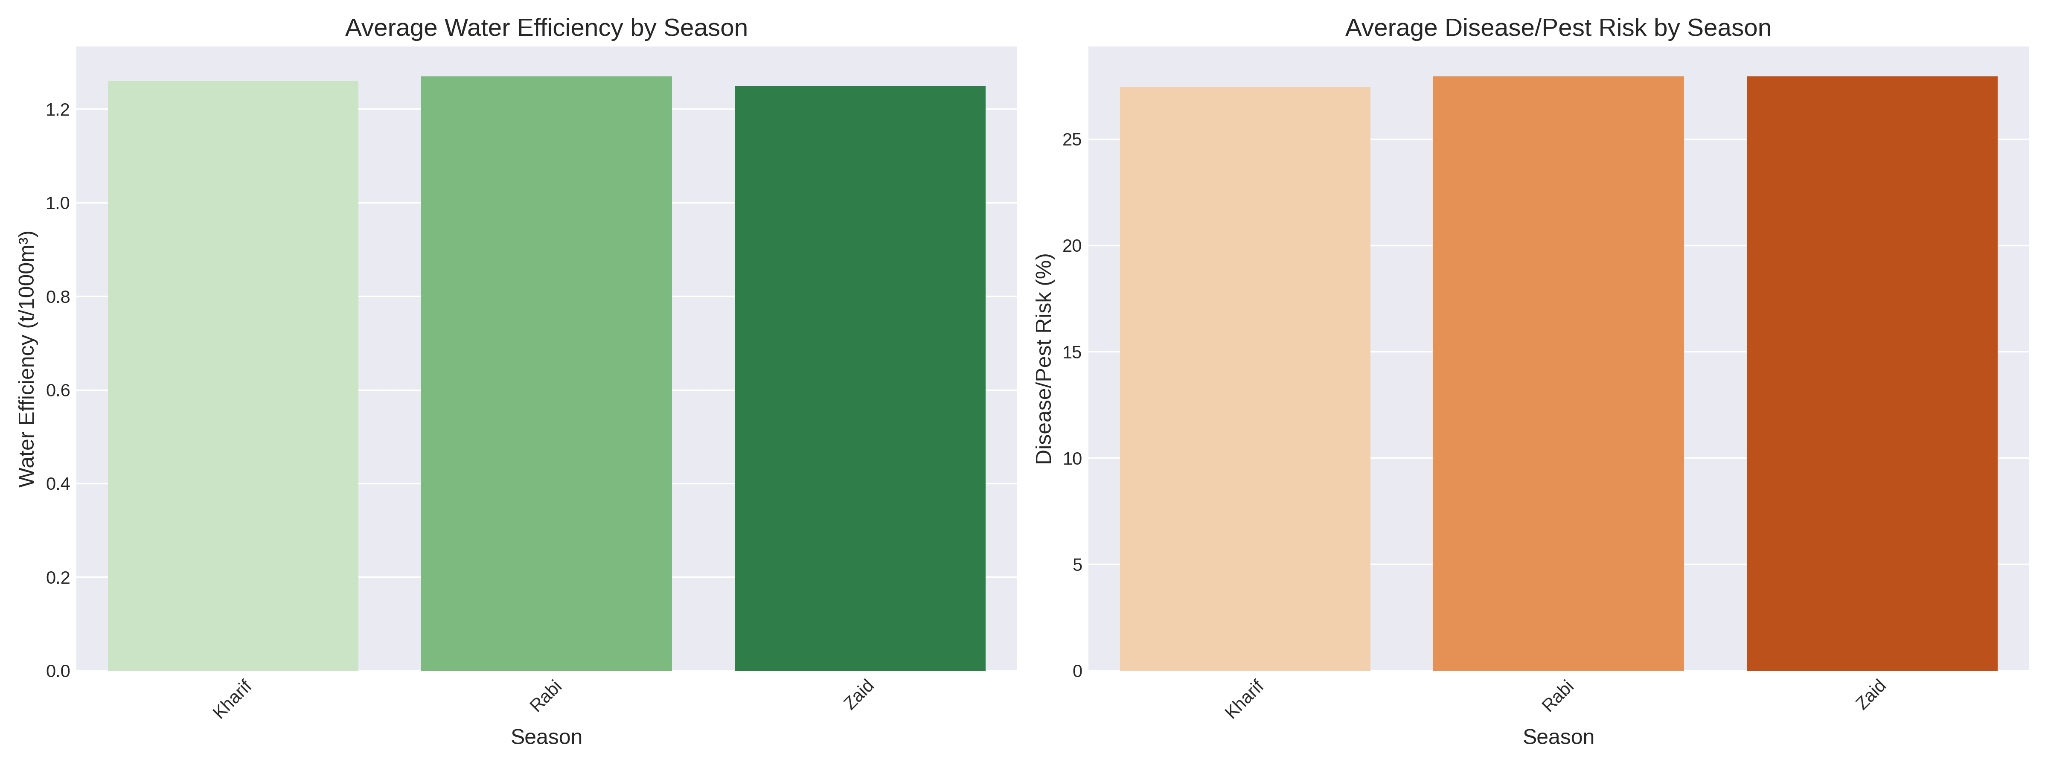 Average Water Efficiency by Season
Water Efficiency (t/1000m³)
1.2
1.0
0.8
0.6
0.4
0.2
0.0
Kharif
Rabi
Zaid
Season
Average Disease/Pest Risk by Season
Disease/Pest Risk (%)
25
20
15
10
5
0
Kharif
Rabi
Zaid
Season